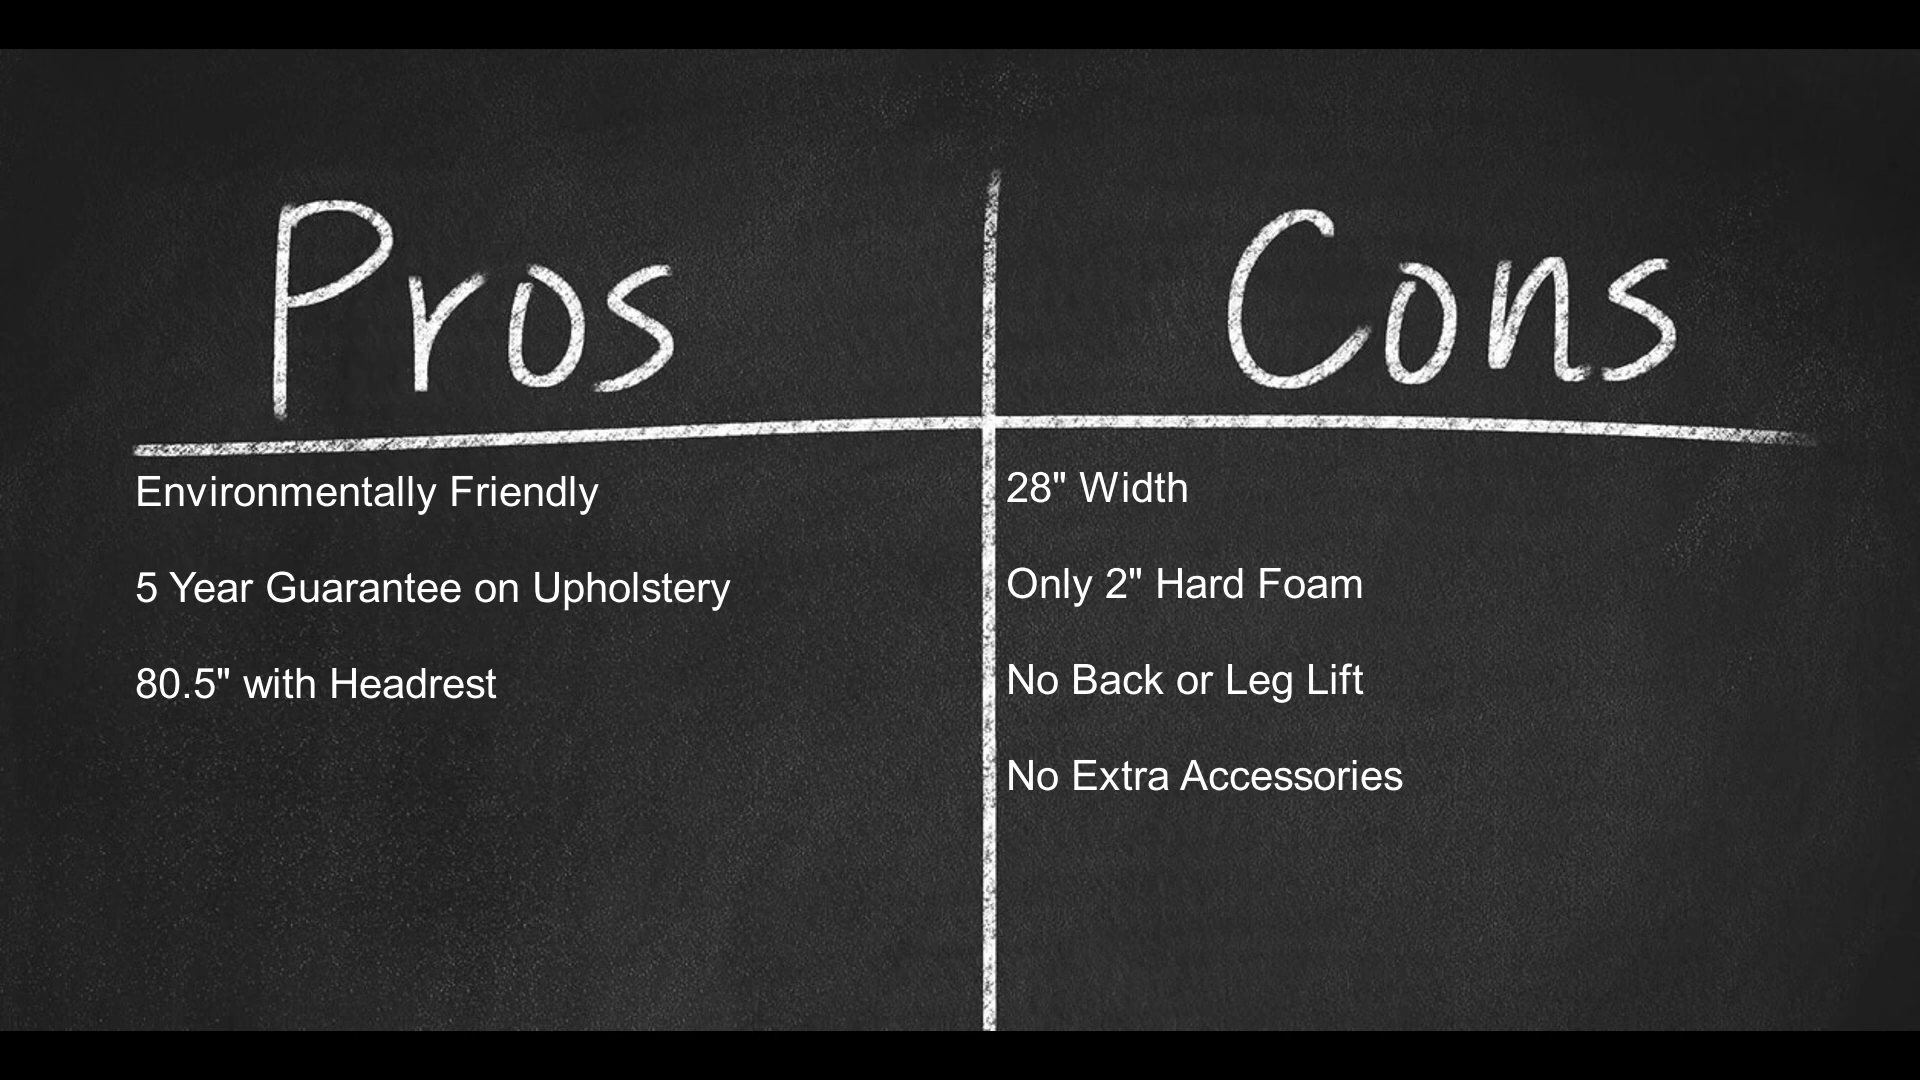 Pros
Cons
Environmentally Friendly
5 Year Guarantee on Upholstery
80.5" with Headrest
28" Width
Only 2" Hard Foam
No Back or Leg Lift
No Extra Accessories